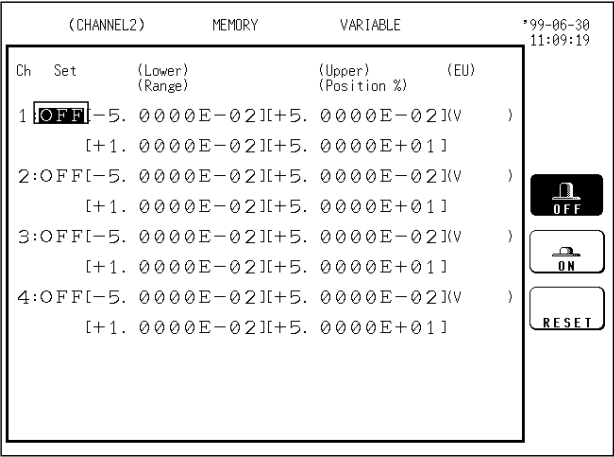 (CHANNEL2) MEMORY VARIABLE '99-06-30
11:09:19
Ch Set (Lower) (Upper) (EU)
(Range) (Position %)
1:OFF[-5.0000E-02][+5.0000E-02](V )
[+1.0000E-02][+5.0000E+01]
2:OFF[-5.0000E-02][+5.0000E-02](V )
[+1.0000E-02][+5.0000E+01]
3:OFF[-5.0000E-02][+5.0000E-02](V )
[+1.0000E-02][+5.0000E+01]
4:OFF[-5.0000E-02][+5.0000E-02](V )
[+1.0000E-02][+5.0000E+01]
OFF
ON
RESET